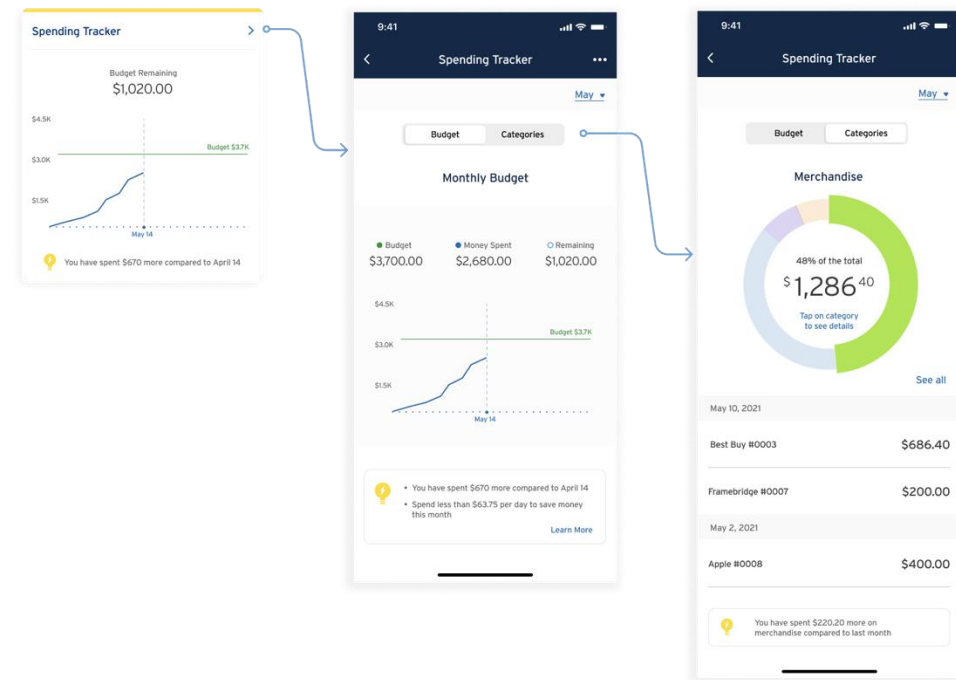 Spending Tracker
Budget Remaining
$1,020.00
$4.5K
Budget $3.7K
$3.0K
$1.5K
May 14
You have spent $670 more compared to April 14
9:41
Spending Tracker
May
Budget Categories
Monthly Budget
Budget Money Spent Remaining
$3,700.00 $2,680.00 $1,020.00
$4.5K
Budget $3.7K
$3.0K
$1.5K
May 14
• You have spent $670 more compared to April 14
• Spend less than $63.75 per day to save money
this month
Learn More
9:41
Spending Tracker
May
Budget Categories
Merchandise
48% of the total
$1,286 40
Tap on category
to see details
See all
May 10, 2021
Best Buy #0003 $686.40
Framebridge #0007 $200.00
May 2, 2021
Apple #0008 $400.00
You have spent $220.20 more on
merchandise compared to last month